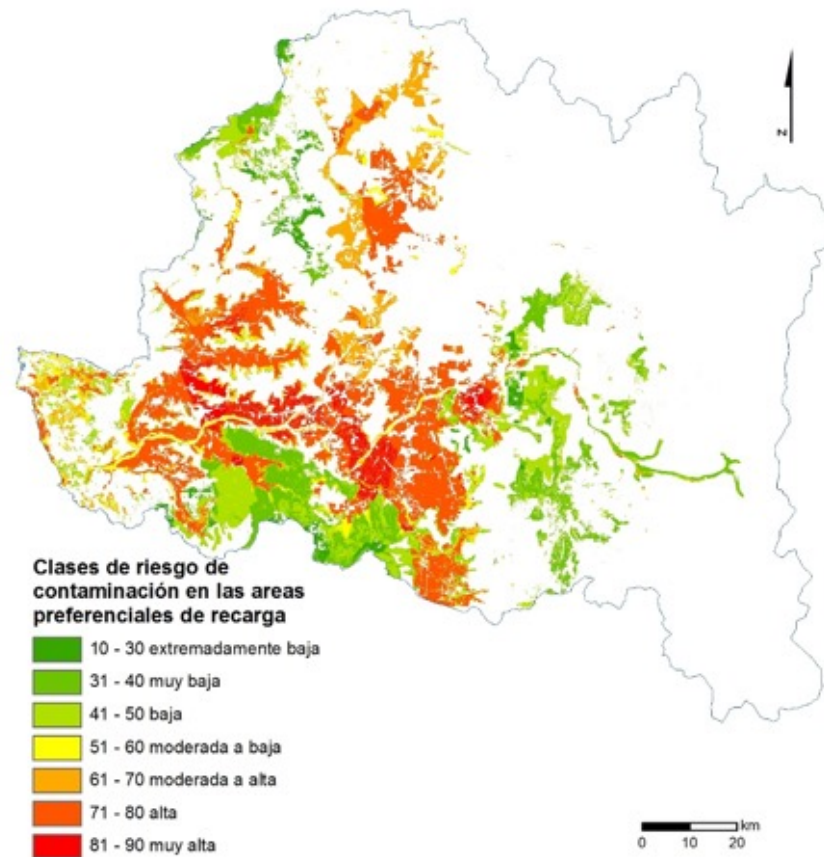 N
Clases de riesgo de
contaminación en las areas
preferenciales de recarga
10 - 30 extremadamente baja
31 - 40 muy baja
41 - 50 baja
51 - 60 moderada a baja
61 - 70 moderada a alta
71 - 80 alta
81 - 90 muy alta
km
0 10 20